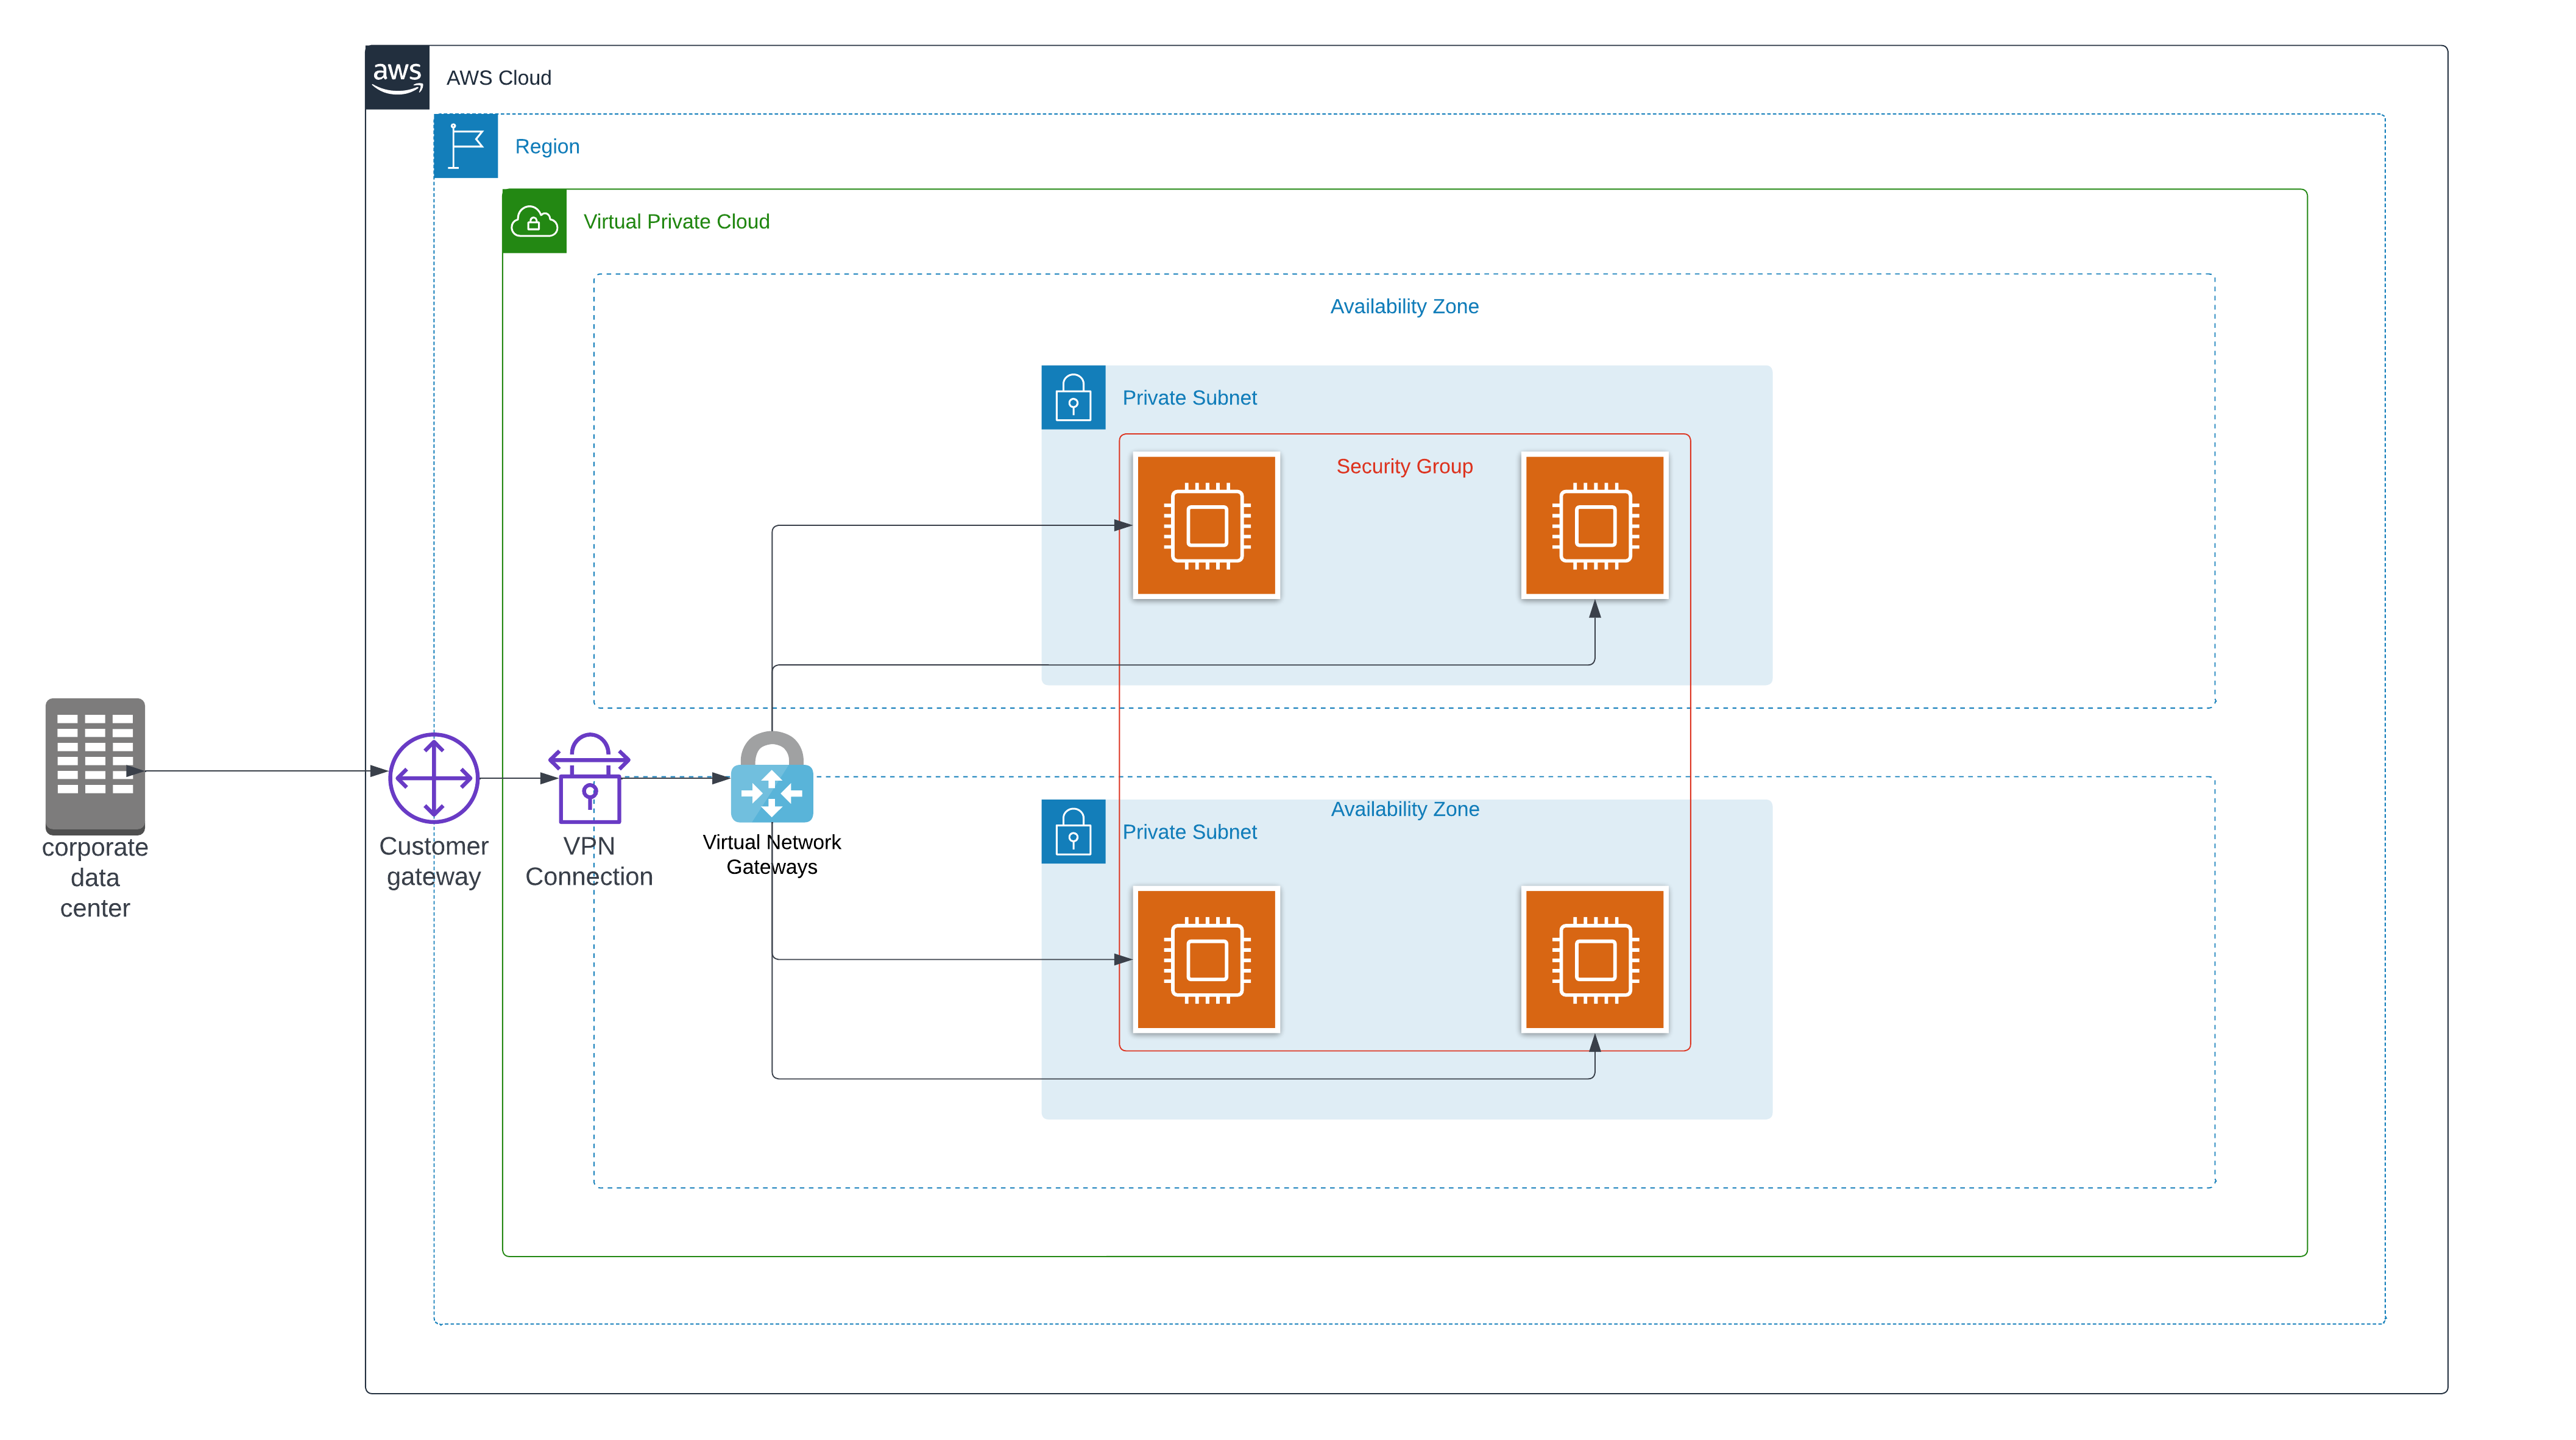 aws
AWS Cloud
Region
Virtual Private Cloud
Availability Zone
Private Subnet
Security Group
corporate
data
center
Customer
gateway
VPN
Connection
Virtual Network
Gateways
Availability Zone
Private Subnet